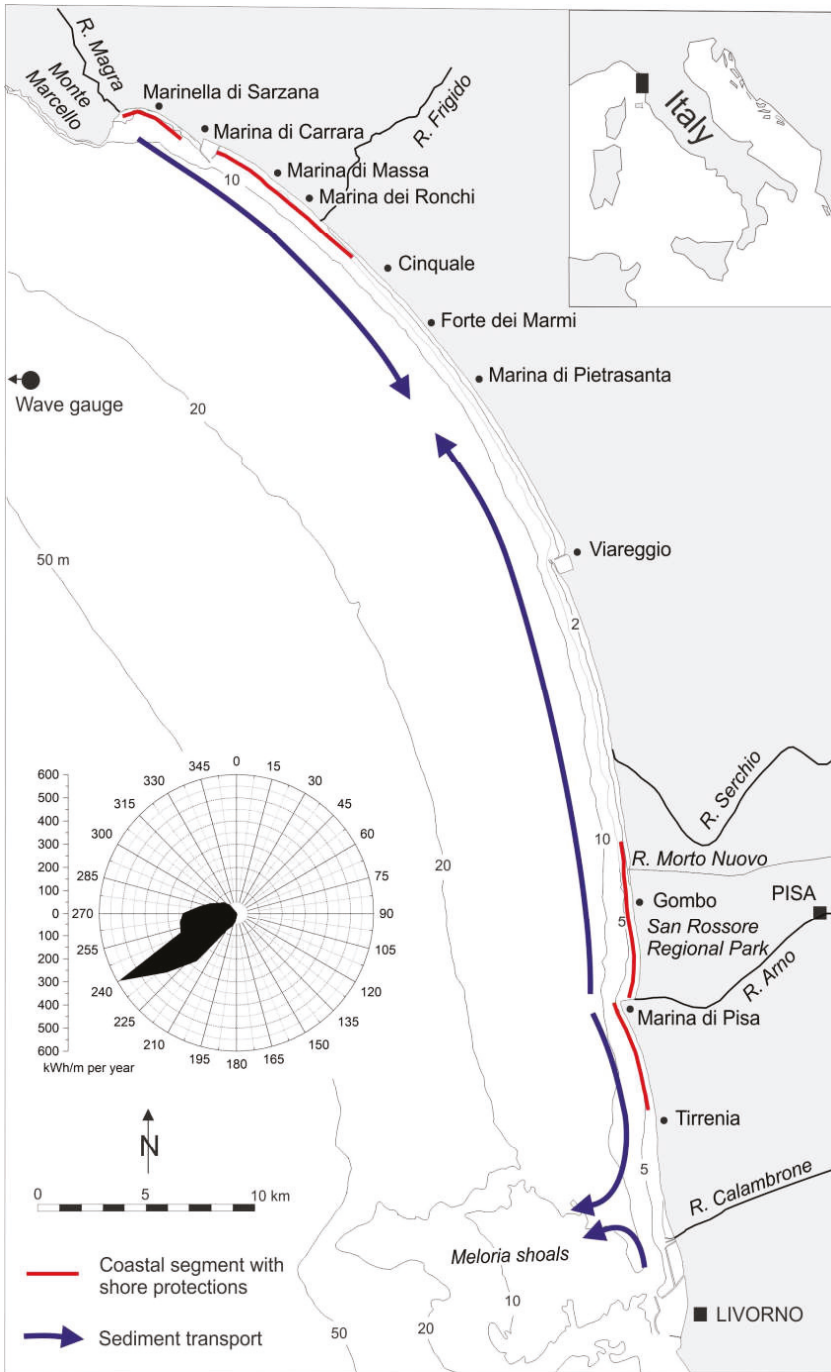 R. Magra
Monte
Marcello
Marinella di Sarzana
Marina di Carrara
R. Frigido
Marina di Massa
Marina dei Ronchi
10
Cinquale
Italy
Forte dei Marmi
Marina di Pietrasanta
Wave gauge
20
50 m
Viareggio
2
R. Serchio
10
R. Morto Nuovo
20
Gombo
PISA
5
San Rossore
Regional Park
R. Arno
Marina di Pisa
Tirrenia
5
R. Calambrone
Meloria shoals
10
LIVORNO
50
20
600
500
400
300
200
100
0
100
200
300
400
500
600
kWh/m per year
0
15
30
45
60
75
90
105
120
135
150
165
180
195
210
225
240
255
270
285
300
315
330
345
N
0 5 10 km
Coastal segment with
shore protections
Sediment transport